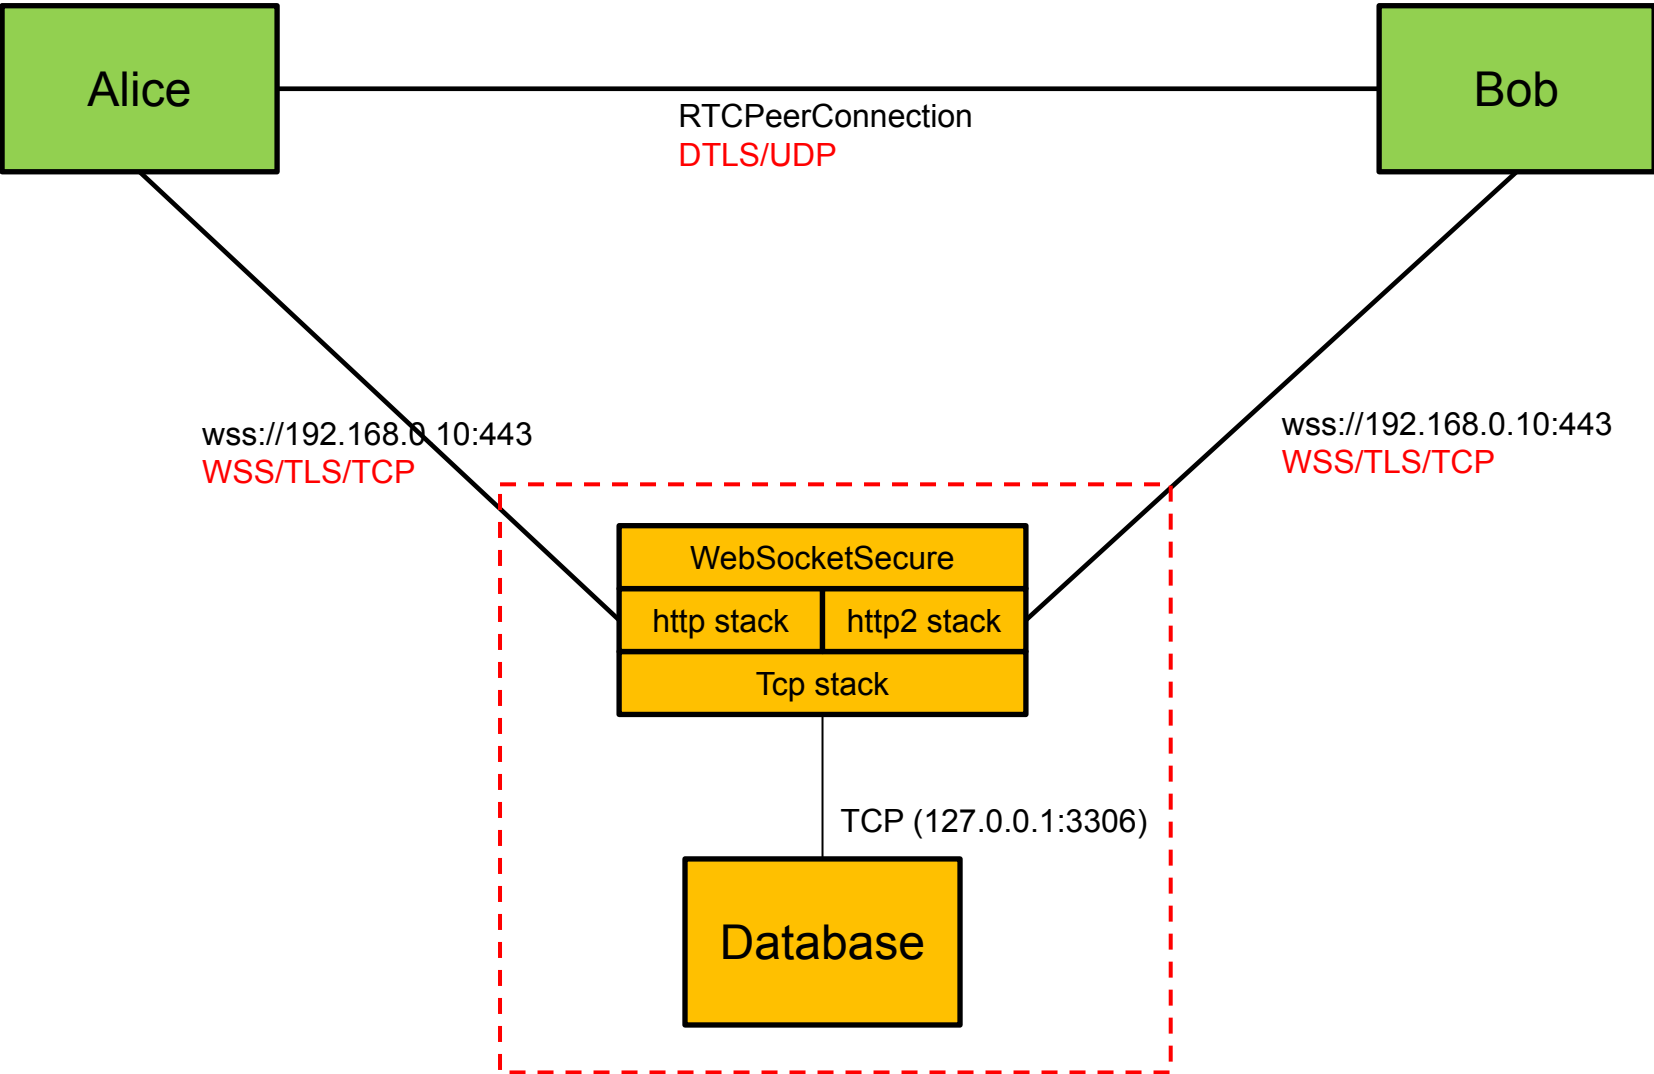 Alice
Bob
RTCPeerConnection
DTLS/UDP
wss://192.168.0.10:443
WSS/TLS/TCP
wss://192.168.0.10:443
WSS/TLS/TCP
WebSocketSecure
http stack
http2 stack
Tcp stack
TCP (127.0.0.1:3306)
Database